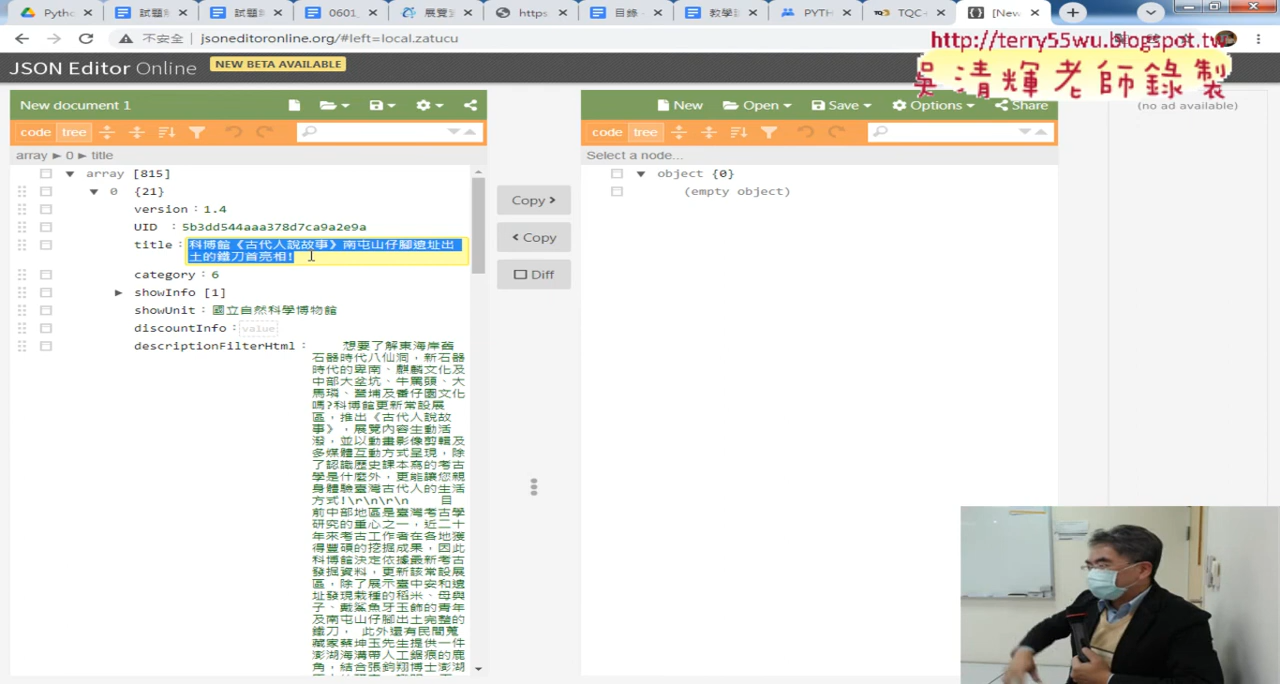 Pytho
試題
試題
0601_
展覽
https
目錄 -
教學
PYTH
TQC+
[New
不安全 | jsoneditoronline.org/#left=local.zatucu
http://terry55wu.blogspot.tw
吳清輝老師錄製
JSON Editor Online NEW BETA AVAILABLE
New document 1
New Open Save Options Share
(no ad available)
code tree
code tree
array ► 0 ► title
Select a node...
array [815]
object {0}
0 {21}
(empty object)
version : 1.4
UID : 5b3dd544aaa378d7ca9a2e9a
title : 科博館《古代人說故事》南屯山仔腳遺址出
土的鐵刀首亮相!
category : 6
showInfo [1]
showUnit : 國立自然科學博物館
discountInfo : value
descriptionFilterHtml : 想要了解東海岸舊
石器時代八仙洞，新石器
時代的卑南、麒麟文化及
中部大坌坑、牛罵頭、大
馬璘、營埔及番仔園文化
嗎?科博館更新常設展
區，推出《古代人說故
事》，展覽內容生動活
潑，並以動畫影像剪輯及
多媒體互動方式呈現，除
了認識歷史課本寫的考古
學是什麼外，更能讓您親
身體驗臺灣古代人的生活
方式!\r\n\r\n 目
前中部地區是臺灣考古學
研究的重心之一，近二十
年來考古工作者在各地獲
得豐碩的挖掘成果，因此
科博館決定依據最新考古
發掘資料，更新該常設展
區，除了展示臺中安和遺
址發現栽種的稻米、母與
子、戴鯊魚牙玉飾的青年
及南屯山仔腳出土完整的
鐵刀， 此外還有民間蒐
藏家蔡坤玉先生提供一件
澎湖海溝帶人工鋸痕的鹿
角，結合張鈞翔博士澎湖
Copy >
< Copy
Diff